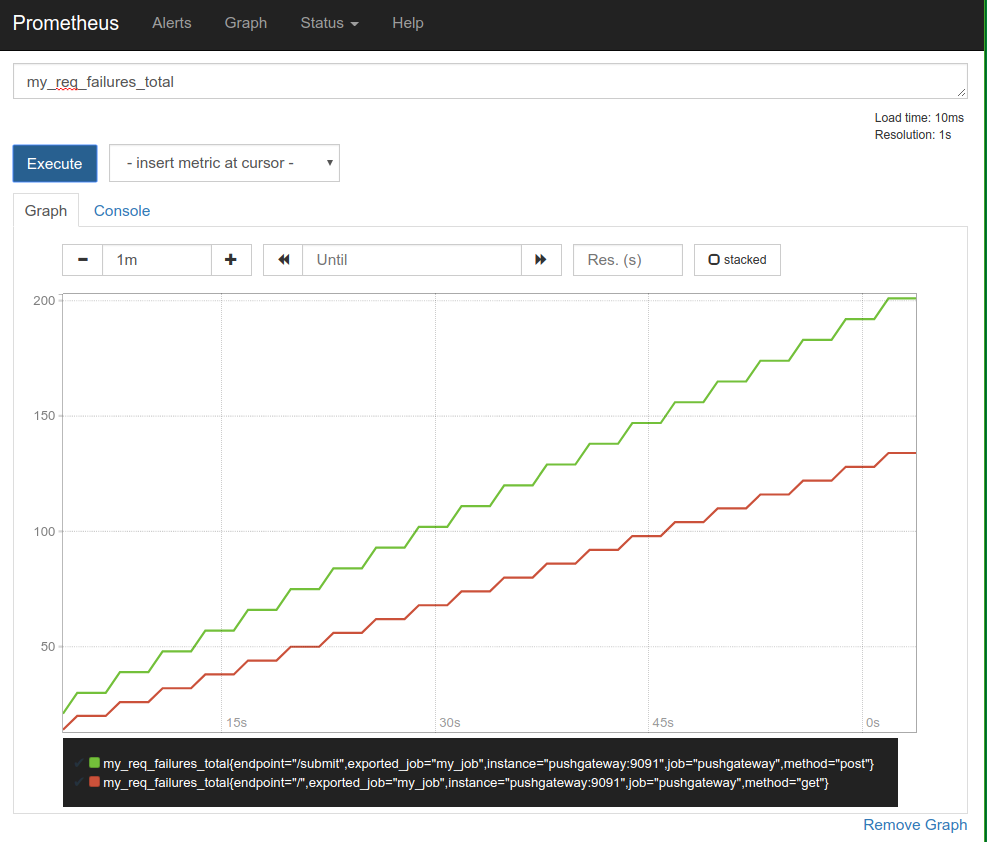 Prometheus Alerts Graph Status Help
my_req_failures_total
Load time: 10ms
Resolution: 1s
Execute - insert metric at cursor -
Graph Console
1m Until Res. (s) stacked
200
150
100
50
15s 30s 45s 0s
my_req_failures_total{endpoint="/submit",exported_job="my_job",instance="pushgateway:9091",job="pushgateway",method="post"}
my_req_failures_total{endpoint="/",exported_job="my_job",instance="pushgateway:9091",job="pushgateway",method="get"}
Remove Graph